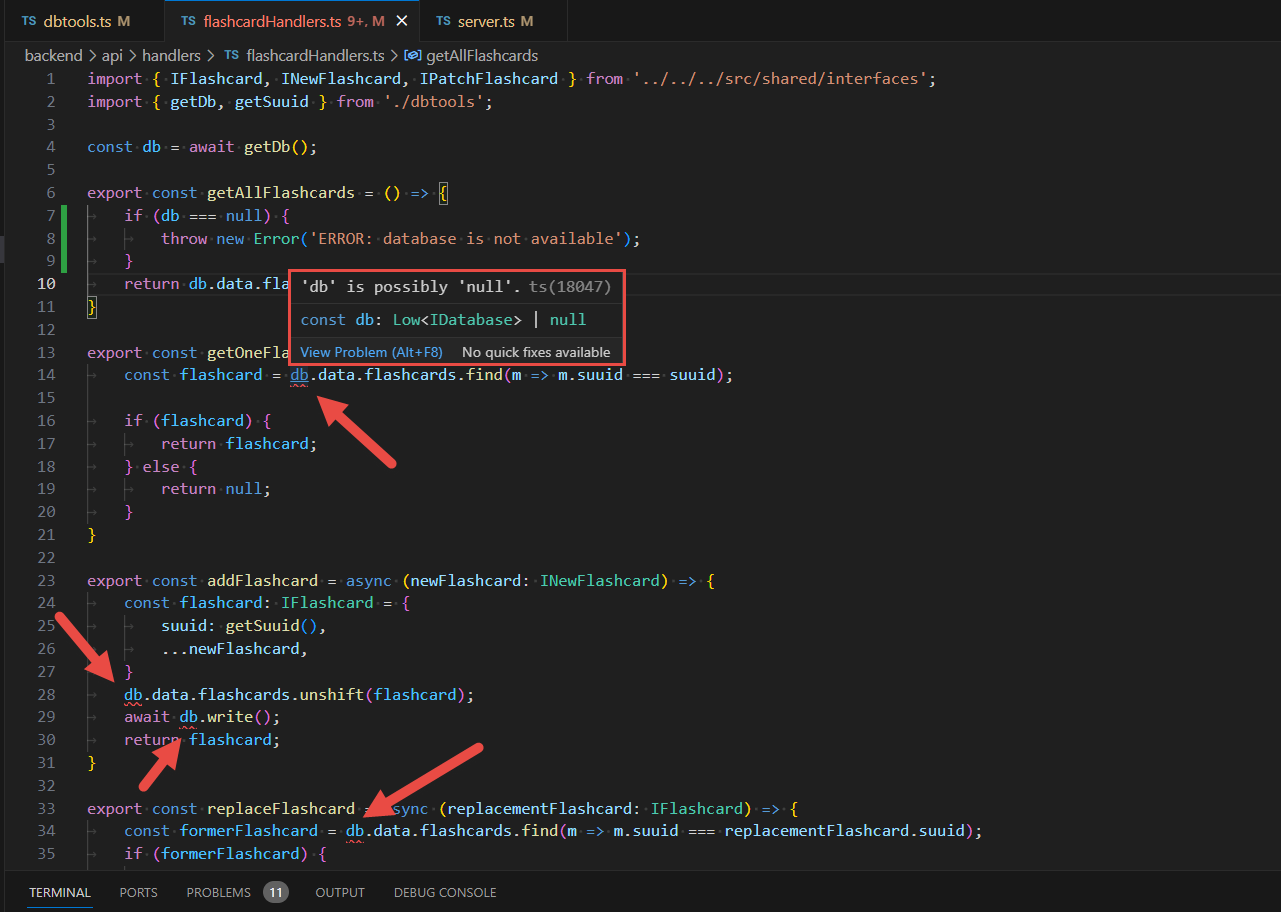 TS dbtools.ts M TS flashcardHandlers.ts 9+, M × TS server.ts M
backend > api > handlers > TS flashcardHandlers.ts > getAllFlashcards
1 import { IFlashcard, INewFlashcard, IPatchFlashcard } from '../../../src/shared/interfaces';
2 import { getDb, getSuuid } from './dbtools';
3
4 const db = await getDb();
5
6 export const getAllFlashcards = () => {
7 if (db === null) {
8 throw new Error('ERROR: database is not available');
9 }
10 return db.data.fla
11 }
'db' is possibly 'null'. ts(18047)
const db: Low<IDatabase> | null
View Problem (Alt+F8) No quick fixes available
12
13 export const getOneFla
14 const flashcard = db.data.flashcards.find(m => m.suuid === suuid);
15
16 if (flashcard) {
17 return flashcard;
18 } else {
19 return null;
20 }
21 }
22
23 export const addFlashcard = async (newFlashcard: INewFlashcard) => {
24 const flashcard: IFlashcard = {
25 suuid: getSuuid(),
26 ...newFlashcard,
27 }
28 db.data.flashcards.unshift(flashcard);
29 await db.write();
30 return flashcard;
31 }
32
33 export const replaceFlashcard = async (replacementFlashcard: IFlashcard) => {
34 const formerFlashcard = db.data.flashcards.find(m => m.suuid === replacementFlashcard.suuid);
35 if (formerFlashcard) {
TERMINAL PORTS PROBLEMS 11 OUTPUT DEBUG CONSOLE